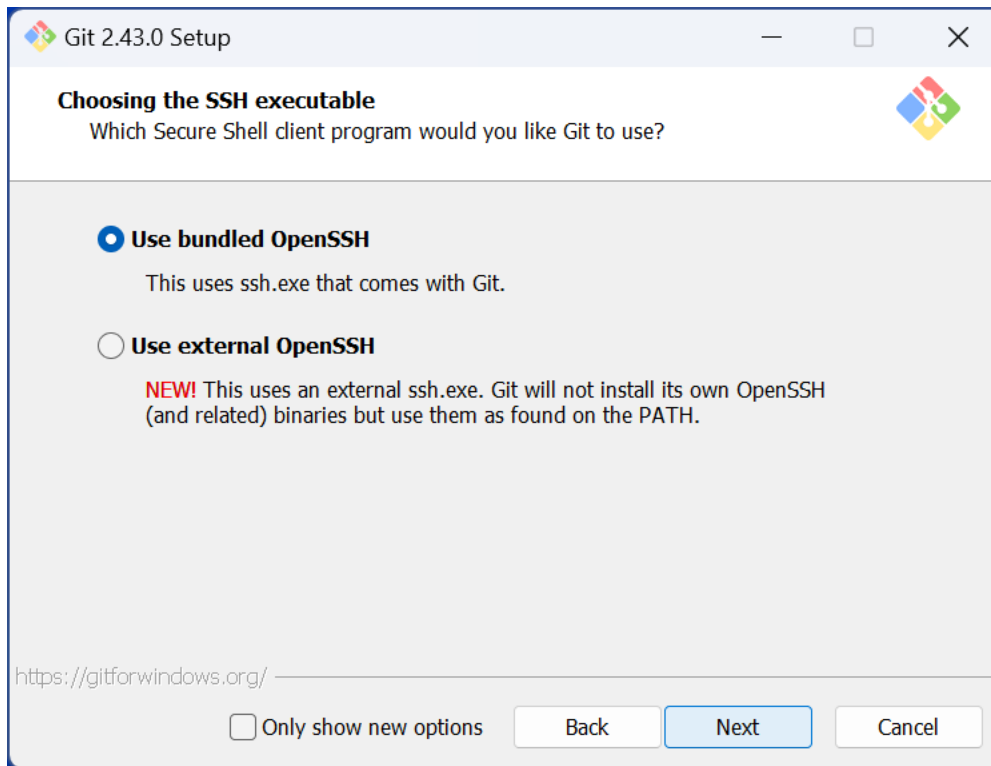 Git 2.43.0 Setup
Choosing the SSH executable
Which Secure Shell client program would you like Git to use?
Use bundled OpenSSH
This uses ssh.exe that comes with Git.
Use external OpenSSH
NEW! This uses an external ssh.exe. Git will not install its own OpenSSH
(and related) binaries but use them as found on the PATH.
https://gitforwindows.org/
Only show new options
Back
Next
Cancel